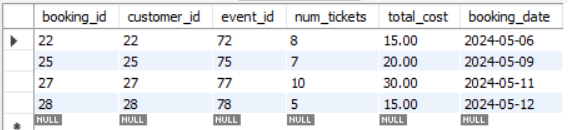 booking_id customer_id event_id num_tickets total_cost booking_date
22 22 72 8 15.00 2024-05-06
25 25 75 7 20.00 2024-05-09
27 27 77 10 30.00 2024-05-11
28 28 78 5 15.00 2024-05-12
NULL NULL NULL NULL NULL NULL